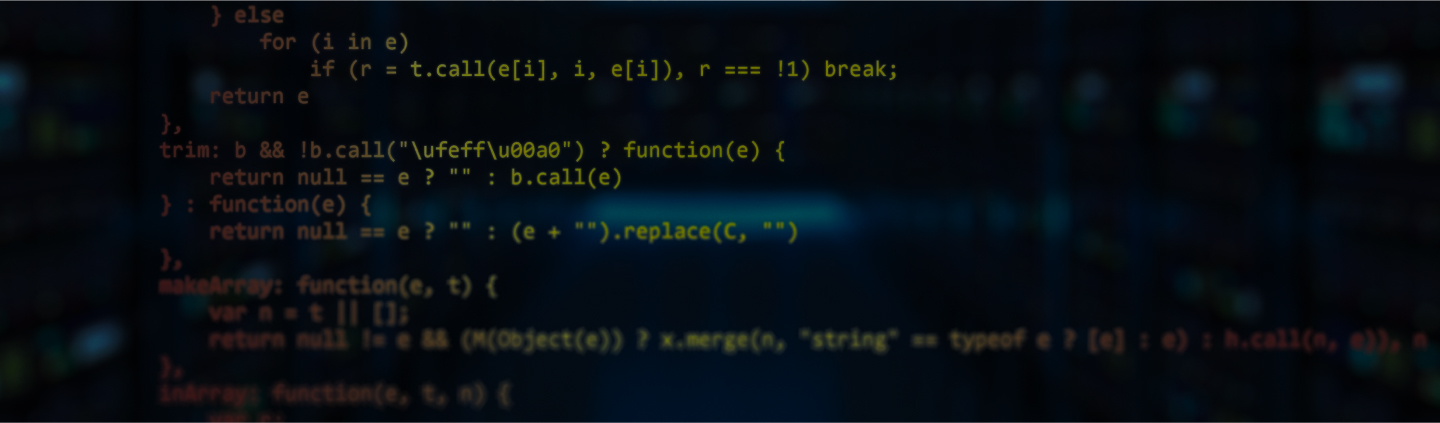 } else
for (i in e)
if (r = t.call(e[i], i, e[i]), r === !1) break;
return e
},
trim: b && !b.call("\ufeff\u00a0") ? function(e) {
return null == e ? "" : b.call(e)
} : function(e) {
return null == e ? "" : (e + "").replace(C, "")
},
makeArray: function(e, t) {
var n = t || [];
return null != e && (M(Object(e)) ? x.merge(n, "string" == typeof e ? [e] : e) : h.call(n, e)), n
},
inArray: function(e, t, n) {